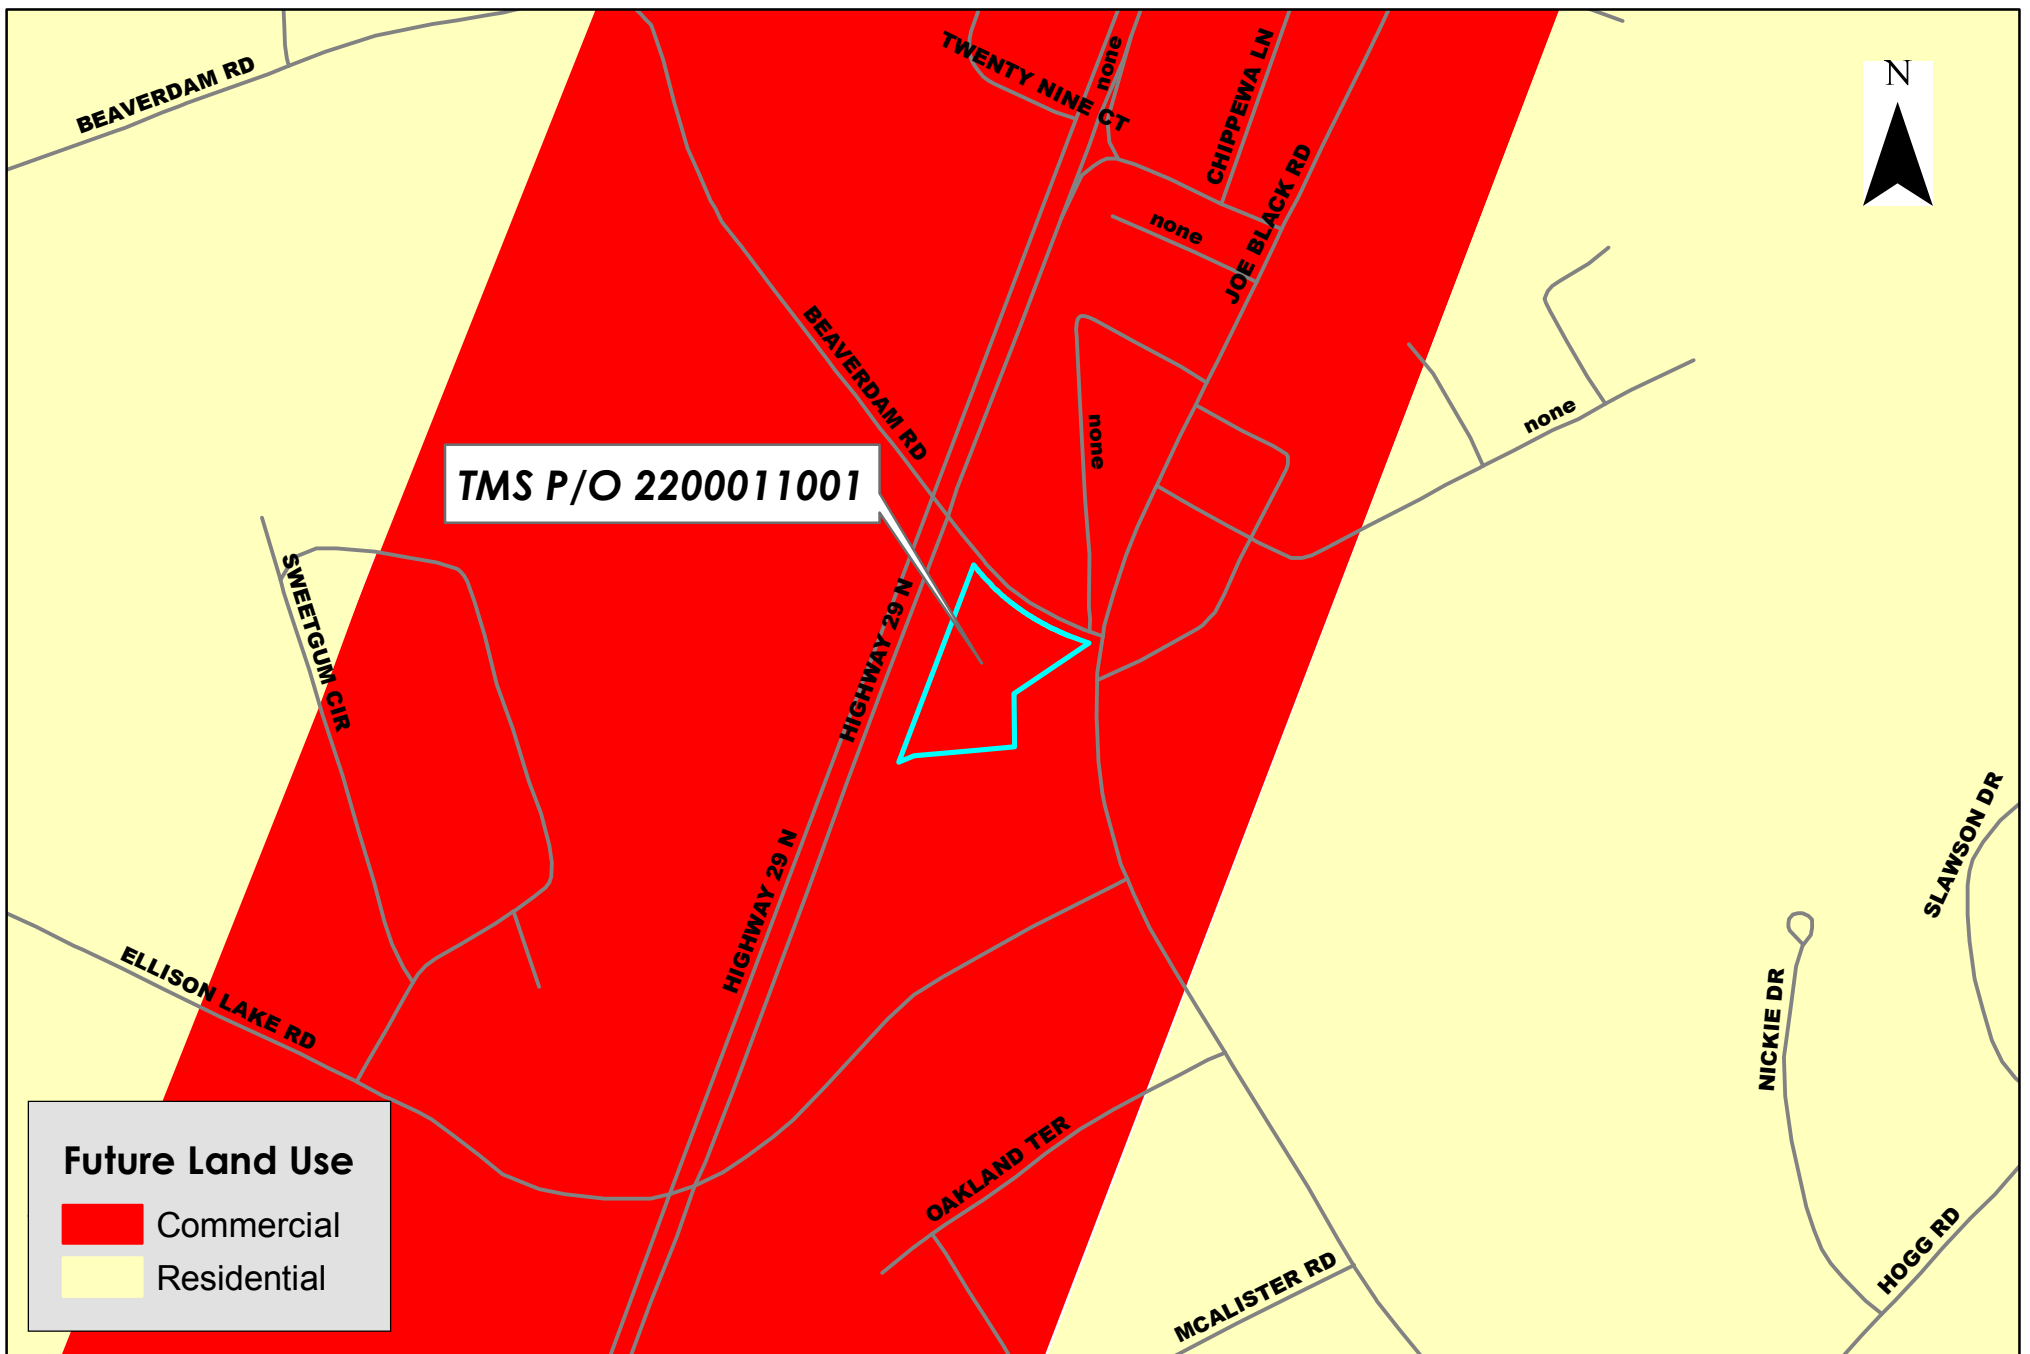 BEAVERDAM RD
TWENTY NINE CT
none
CHIPPEWA LN
N
JOE BLACK RD
none
BEAVERDAM RD
none
none
TMS P/O 2200011001
SWEETGUM CIR
HIGHWAY 29 N
HIGHWAY 29 N
SLAWSON DR
ELLISON LAKE RD
NICKIE DR
OAKLAND TER
MCALISTER RD
HOGG RD
Future Land Use
Commercial
Residential